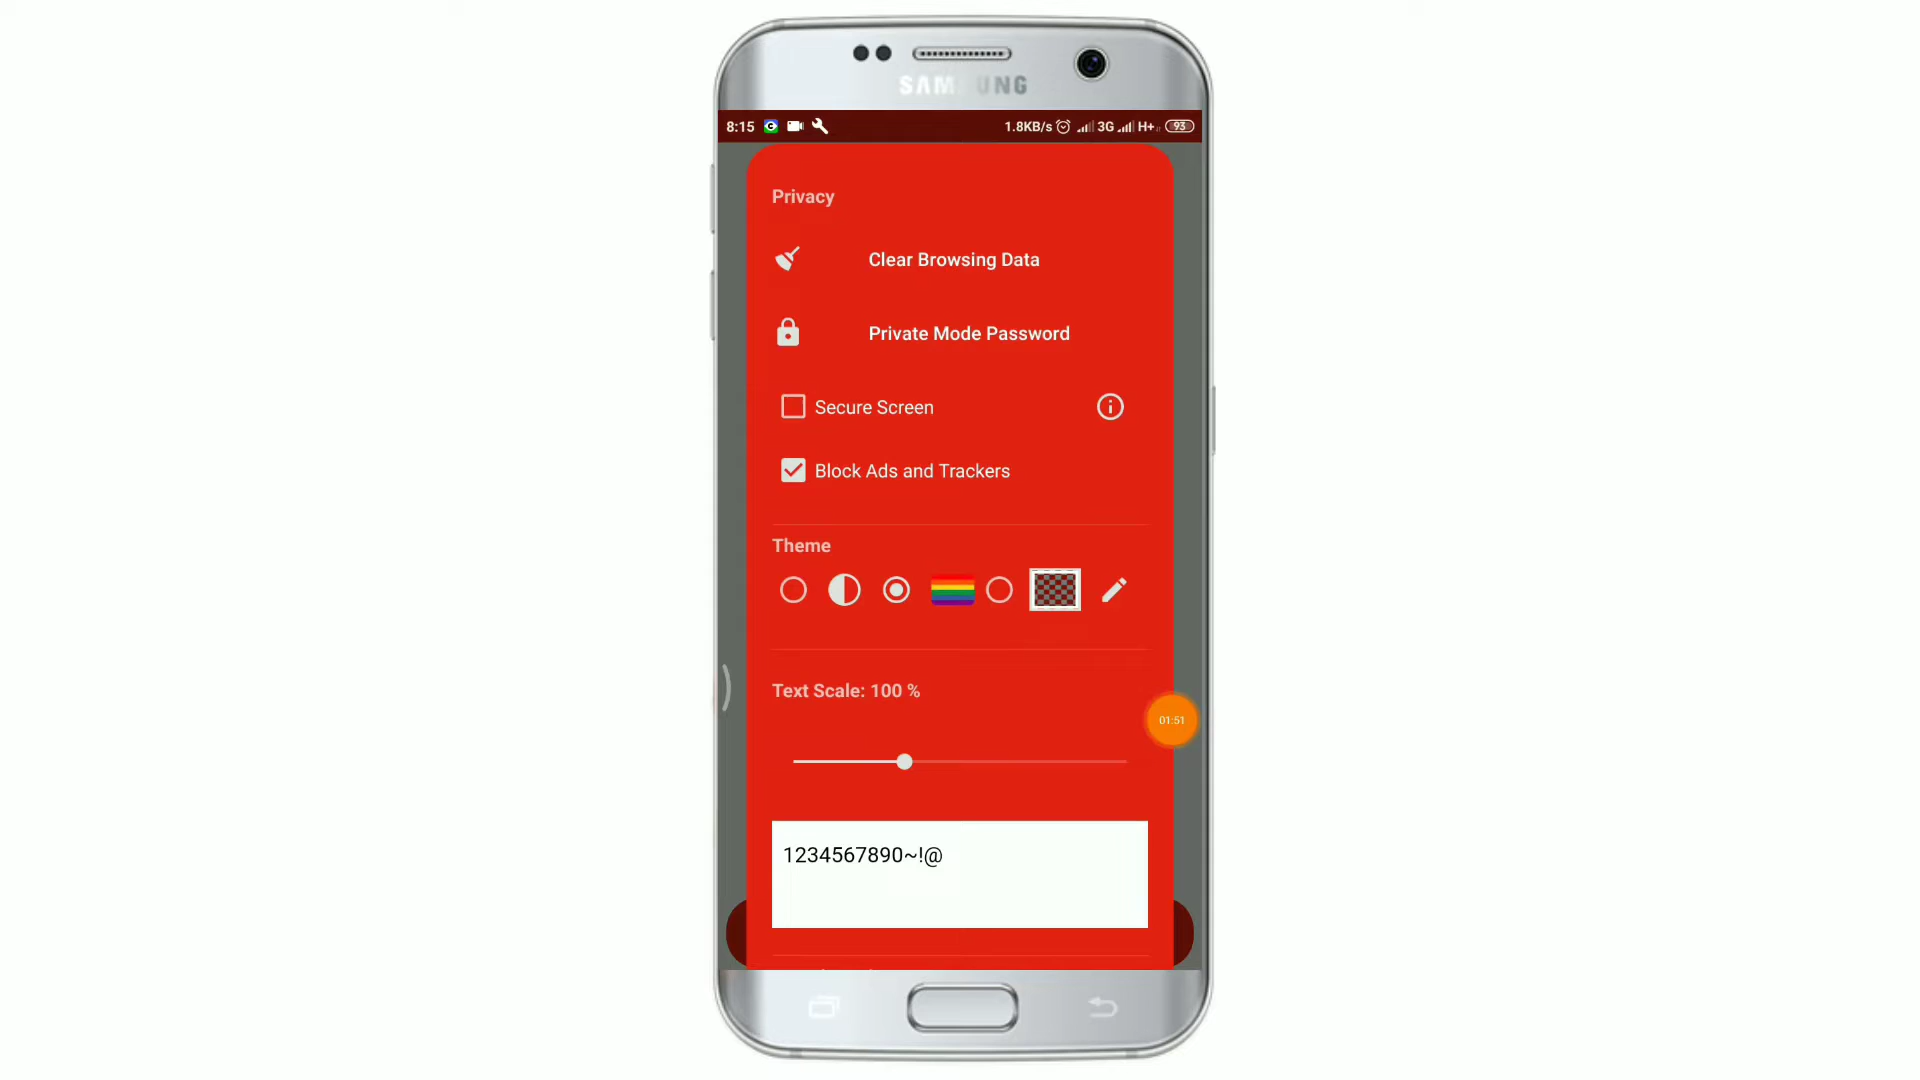 SAMSUNG
8:15 1.8KB/s 3G H+ 93
Privacy
Clear Browsing Data
Private Mode Password
Secure Screen
Block Ads and Trackers
Theme
Text Scale: 100 %
01:51
1234567890~!@